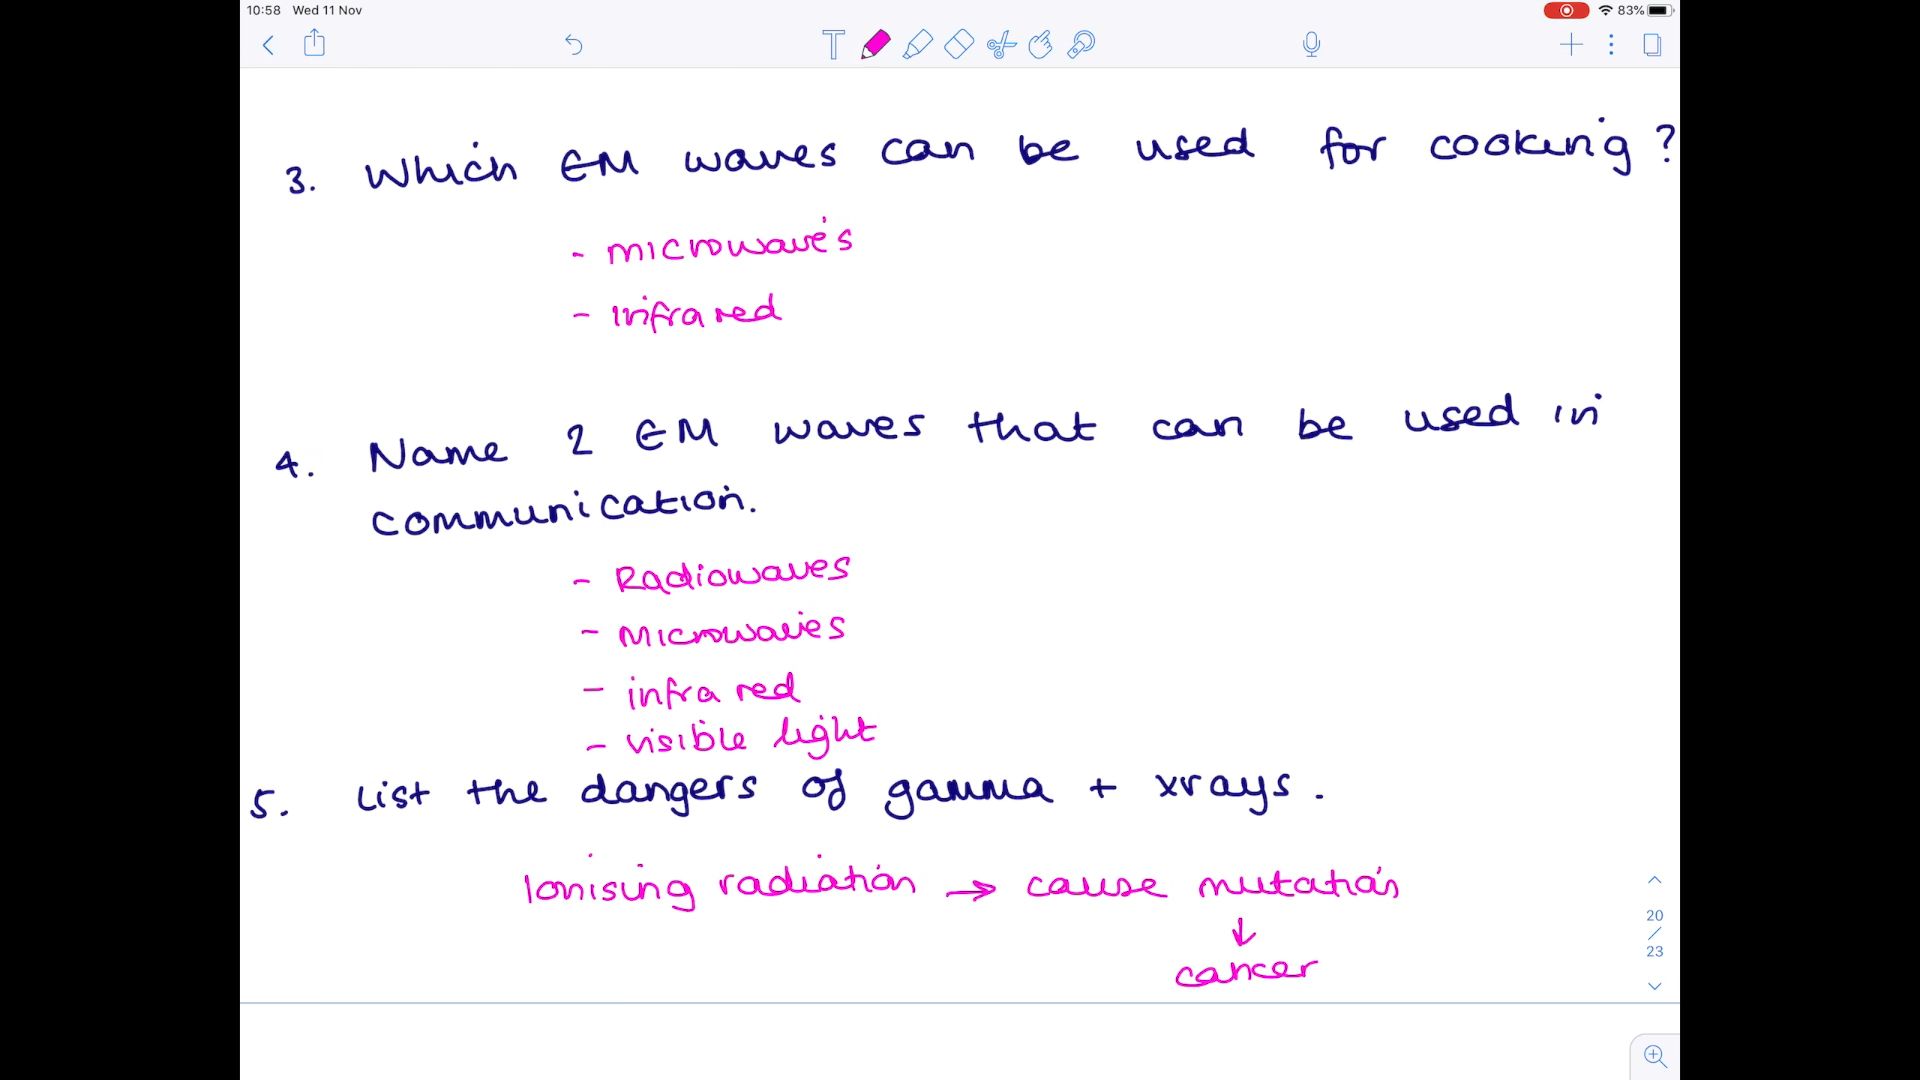 10:58 Wed 11 Nov
83%
T
3. Which EM waves can be used for cooking?
- microwaves
- infrared
4. Name 2 EM waves that can be used in
communication.
- Radiowaves
- Microwaves
- infra red
- visible light
5. List the dangers of gamma + xrays.
Ionising radiation → cause mutation
↓
cancer
20
/
23